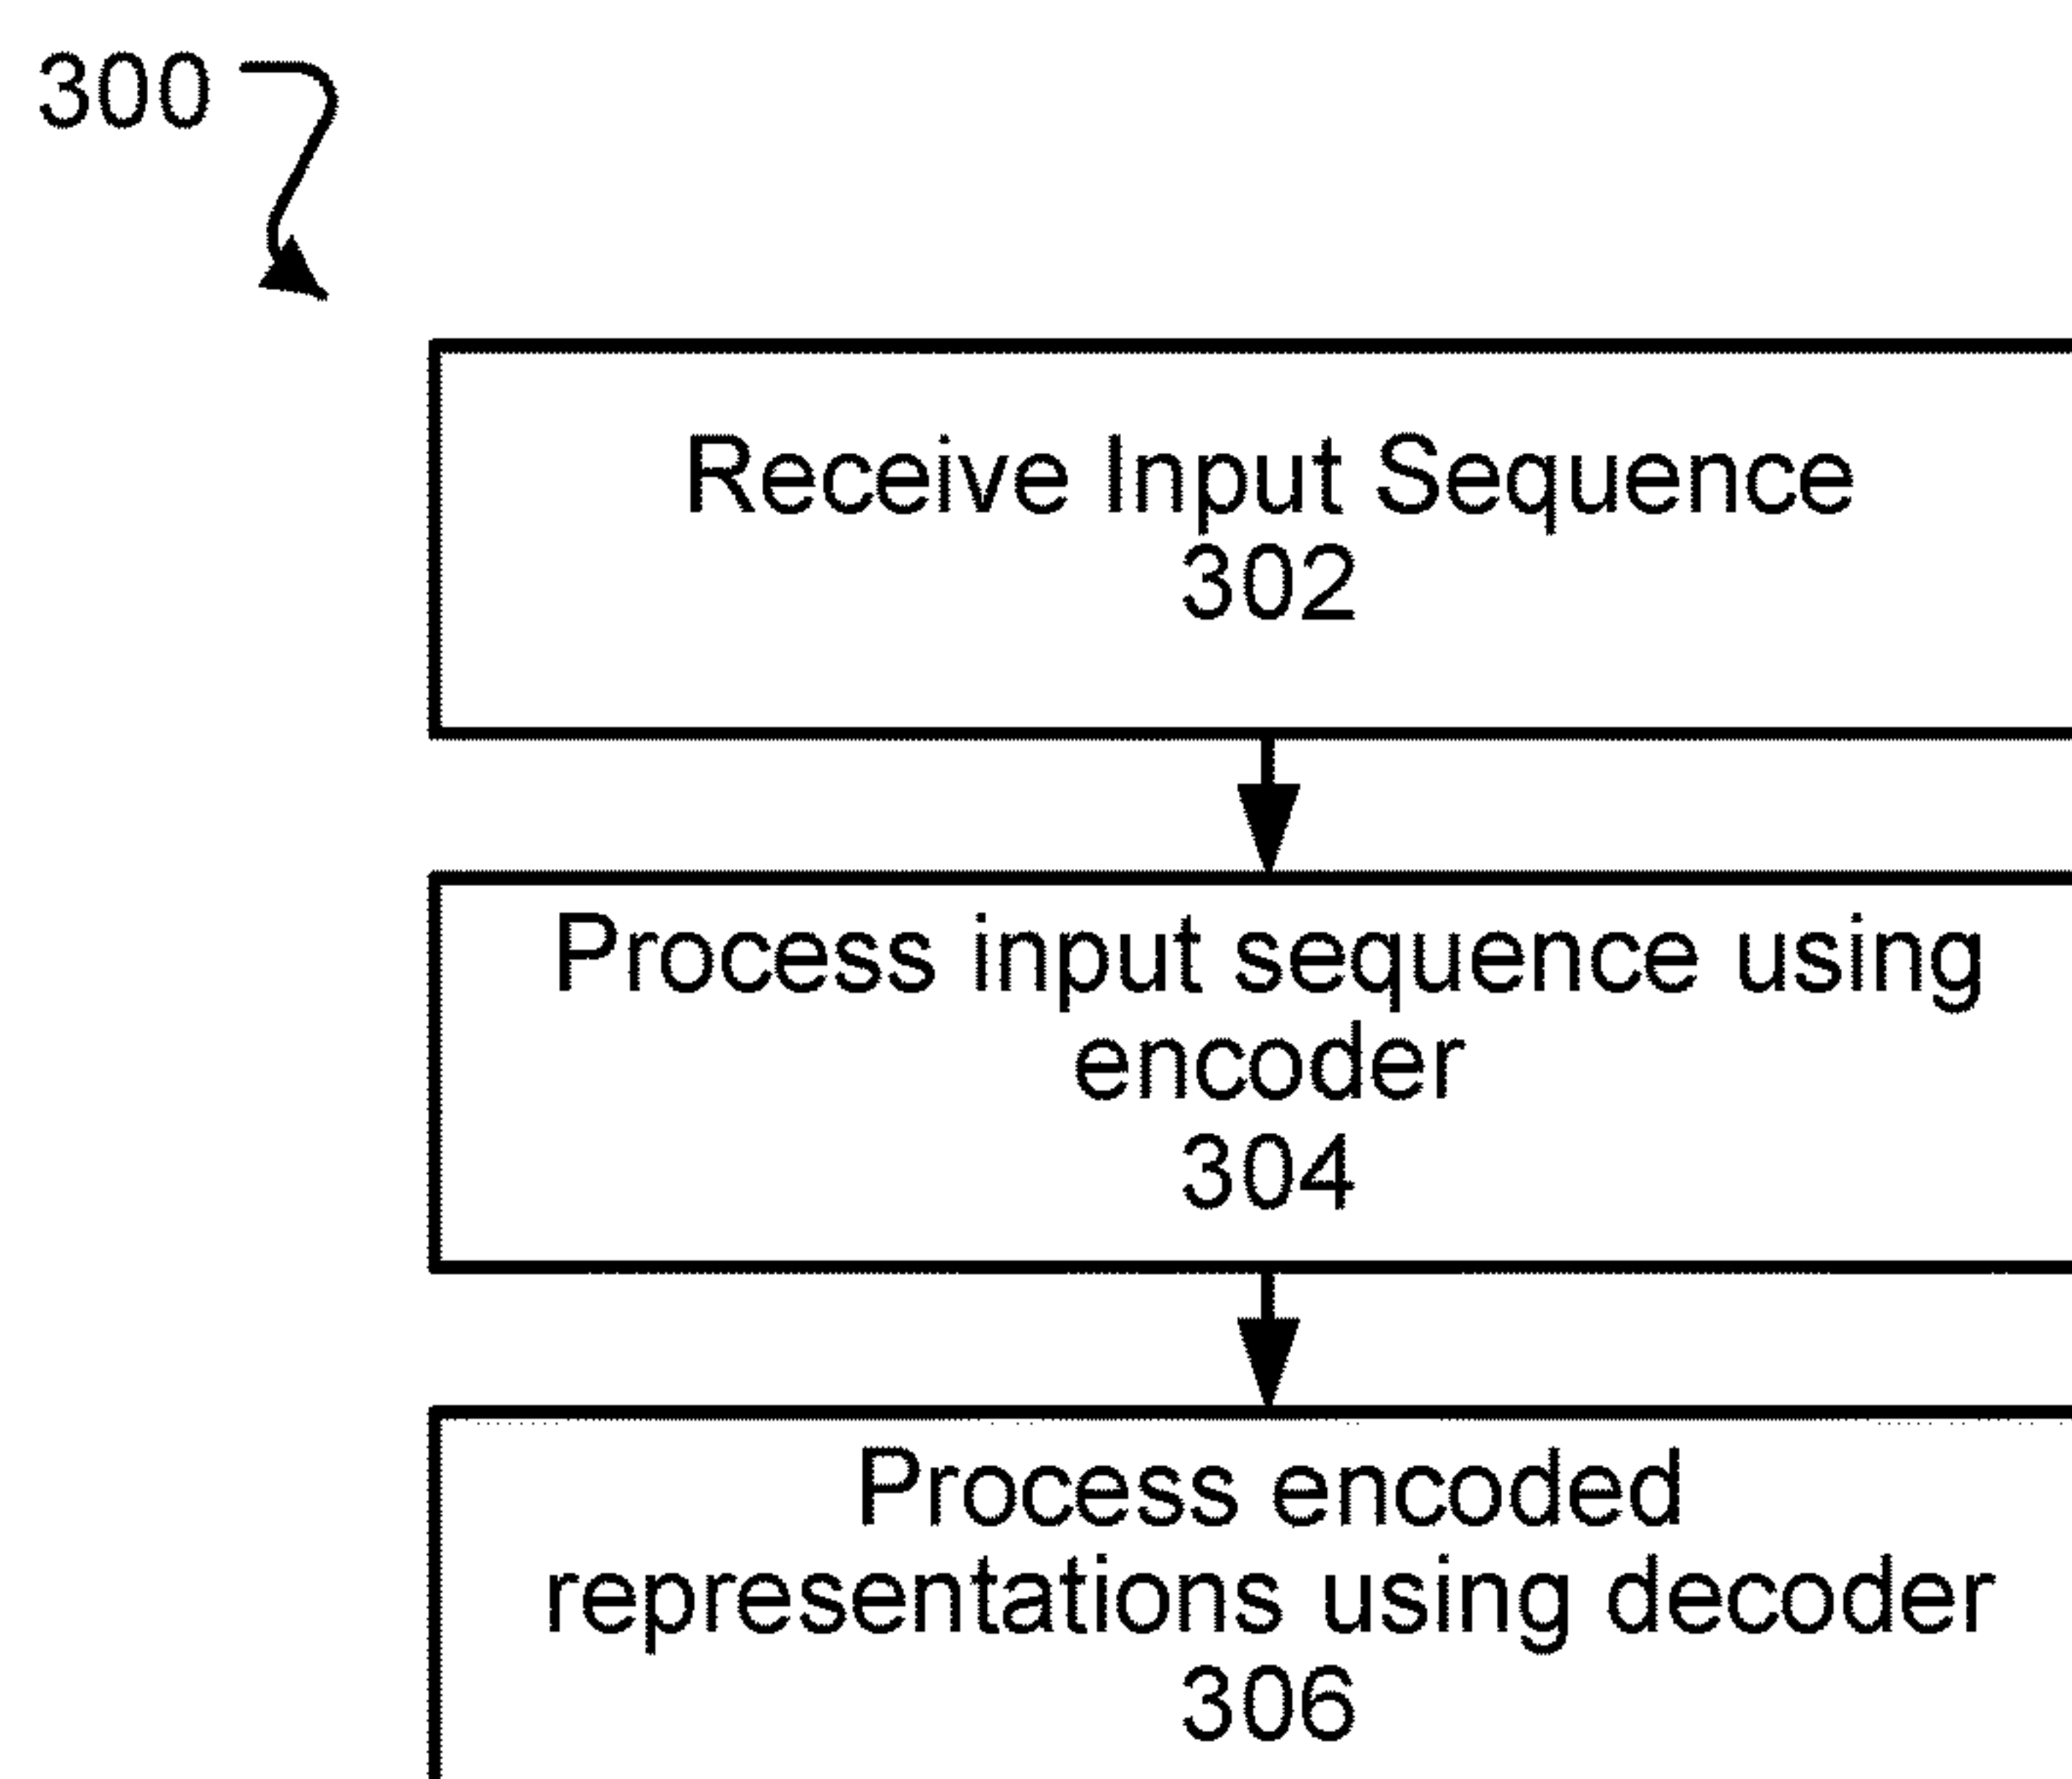 300
Receive Input Sequence
302
Process input sequence using
encoder
304
Process encoded
representations using decoder
306